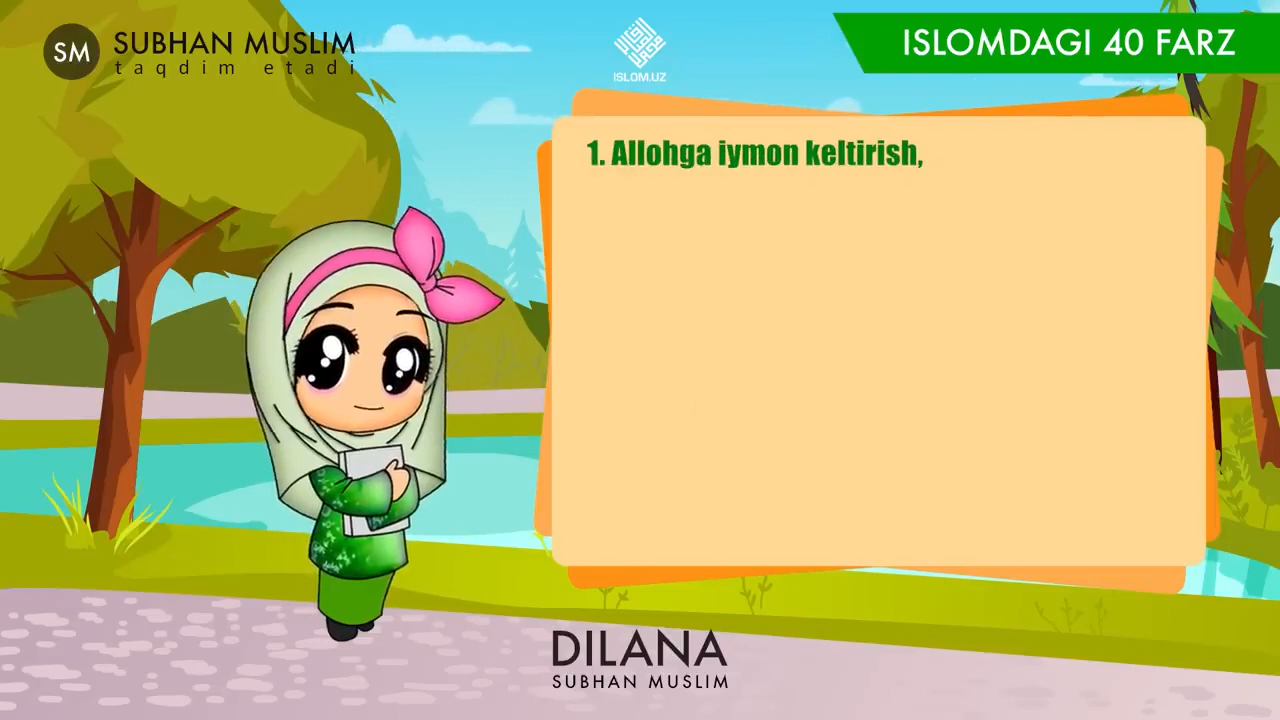 SM
SUBHAN MUSLIM
taqdim etadi
ISLOM.UZ
ISLOMDAGI 40 FARZ
1. Allohga iymon keltirish,
DILANA
SUBHAN MUSLIM